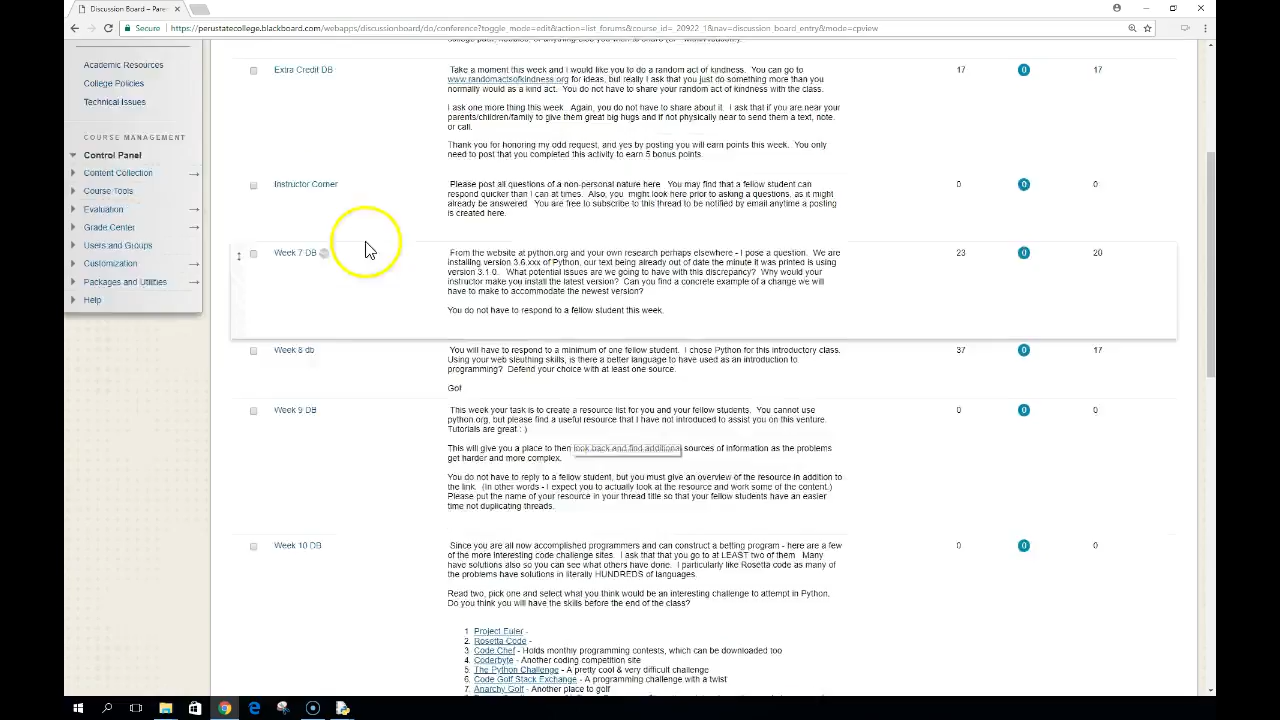 Discussion Board – Pare
Secure
https://perustatecollege.blackboard.com/webapps/discussionboard/do/conference?toggle_mode=edit&action=list_forums&course_id=_20922_1&nav=discussion_board_entry&mode=cpview
Academic Resources
College Policies
Technical Issues
COURSE MANAGEMENT
Control Panel
Content Collection
Course Tools
Evaluation
Grade Center
Users and Groups
Customization
Packages and Utilities
Help
Extra Credit DB
Take a moment this week and I would like you to do a random act of kindness. You can go to
www.randomactsofkindness.org for ideas, but really I ask that you just do something more than you
normally would as a kind act. You do not have to share your random act of kindness with the class.
I ask one more thing this week. Again, you do not have to share about it. I ask that if you are near your
parents/children/family to give them great big hugs and if not physically near to send them a text, note.
or call.
Thank you for honoring my odd request, and yes by posting you will earn points this week. You only
need to post that you completed this activity to earn 5 bonus points.
17 0 17
Instructor Corner
Please post all questions of a non-personal nature here. You may find that a fellow student can
respond quicker than I can at times. Also, you might look here prior to asking a questions, as it might
already be answered. You are free to subscribe to this thread to be notified by email anytime a posting
is created here.
0 0 0
Week 7 DB
From the website at python.org and your own research perhaps elsewhere - I pose a question. We are
installing version 3.6.xxx of Python, our text being already out of date the minute it was printed is using
version 3.1.0. What potential issues are we going to have with this discrepancy? Why would your
instructor make you install the latest version? Can you find a concrete example of a change we will
have to make to accommodate the newest version?
You do not have to respond to a fellow student this week.
23 0 20
Week 8 db
You will have to respond to a minimum of one fellow student. I chose Python for this introductory class.
Using your web sleuthing skills, is there a better language to have used as an introduction to
programming? Defend your choice with at least one source.
Go!
37 0 17
Week 9 DB
This week your task is to create a resource list for you and your fellow students. You cannot use
python.org, but please find a useful resource that I have not introduced to assist you on this venture.
Tutorials are great : )
This will give you a place to then look back and find additional sources of information as the problems
get harder and more complex.
You do not have to reply to a fellow student, but you must give an overview of the resource in addition to
the link. (In other words - I expect you to actually look at the resource and work some of the content.)
Please put the name of your resource in your thread title so that your fellow students have an easier
time not duplicating threads.
0 0 0
Week 10 DB
Since you are all now accomplished programmers and can construct a betting program - here are a few
of the more interesting code challenge sites. I ask that that you go to at LEAST two of them Many
have solutions also so you can see what others have done. I particularly like Rosetta code as many of
the problems have solutions in literally HUNDREDS of languages.
Read two, pick one and select what you think would be an interesting challenge to attempt in Python.
Do you think you will have the skills before the end of the class?
1. Project Euler -
2. Rosetta Code -
3. Code Chef - Holds monthly programming contests, which can be downloaded too
4. Coderbyte - Another coding competition site
5. The Python Challenge - A pretty cool & very difficult challenge
6. Code Golf Stack Exchange - A programming challenge with a twist
7. Anarchy Golf - Another place to golf
0 0 0